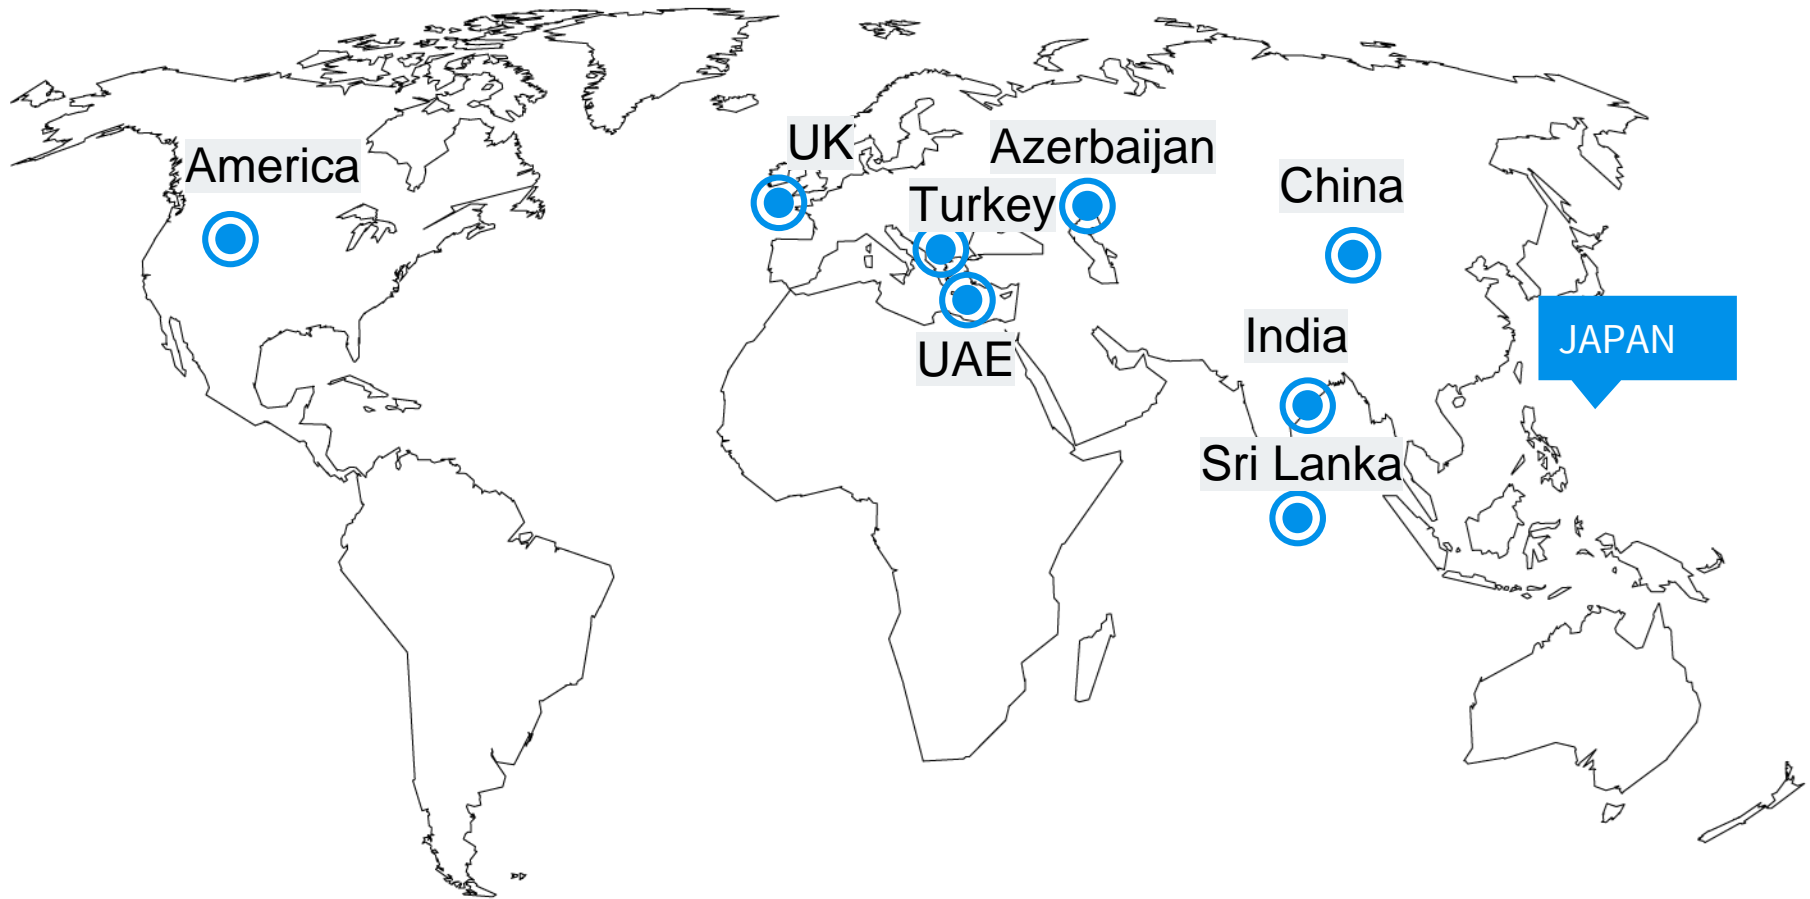 America
UK
Azerbaijan
Turkey
China
UAE
India
JAPAN
Sri Lanka